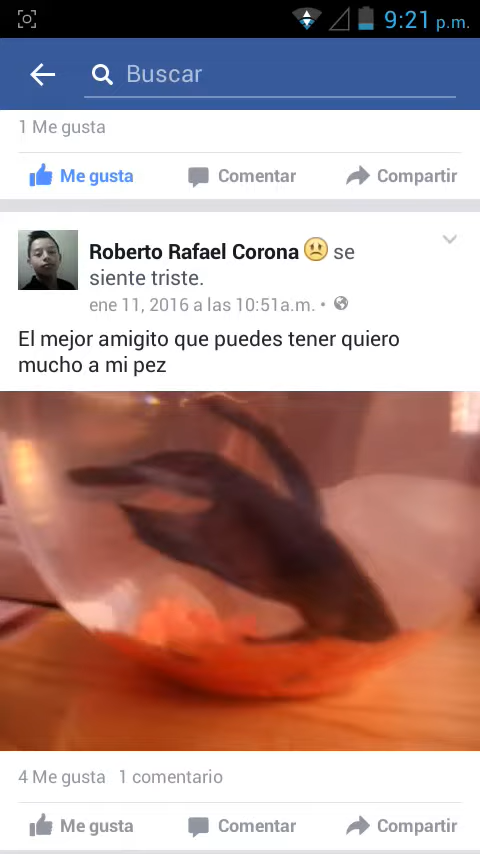 9:21 p.m.
Buscar
1 Me gusta
Me gusta Comentar Compartir
Roberto Rafael Corona se
siente triste.
ene 11, 2016 a las 10:51a.m. •
El mejor amigito que puedes tener quiero
mucho a mi pez
4 Me gusta 1 comentario
Me gusta Comentar Compartir